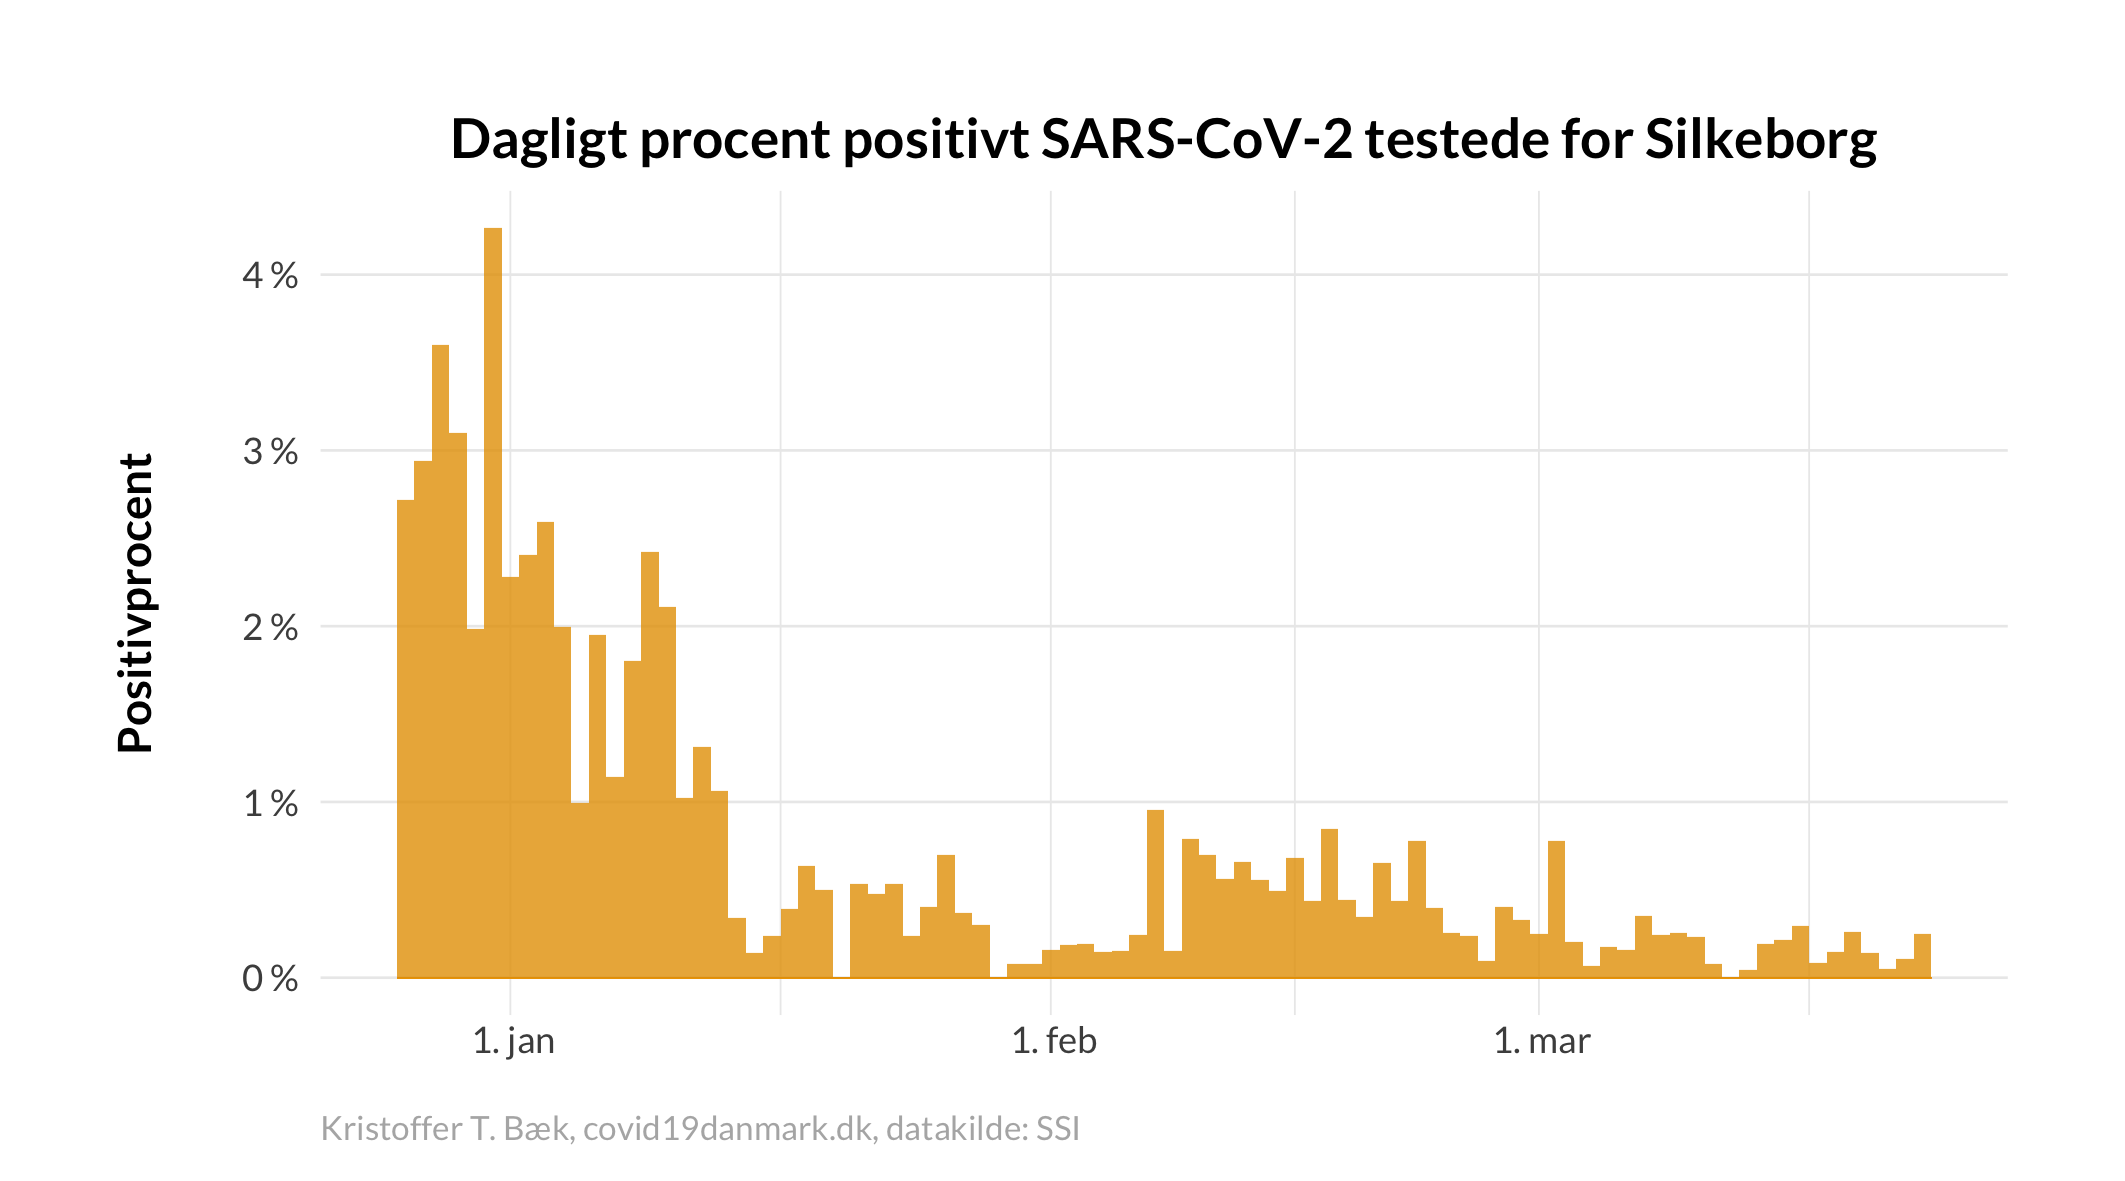 Dagligt procent positivt SARS-CoV-2 testede for Silkeborg
Positivprocent
4 %
3 %
2 %
1 %
0 %
1. jan
1. feb
1. mar
Kristoffer T. Bæk, covid19danmark.dk, datakilde: SSI